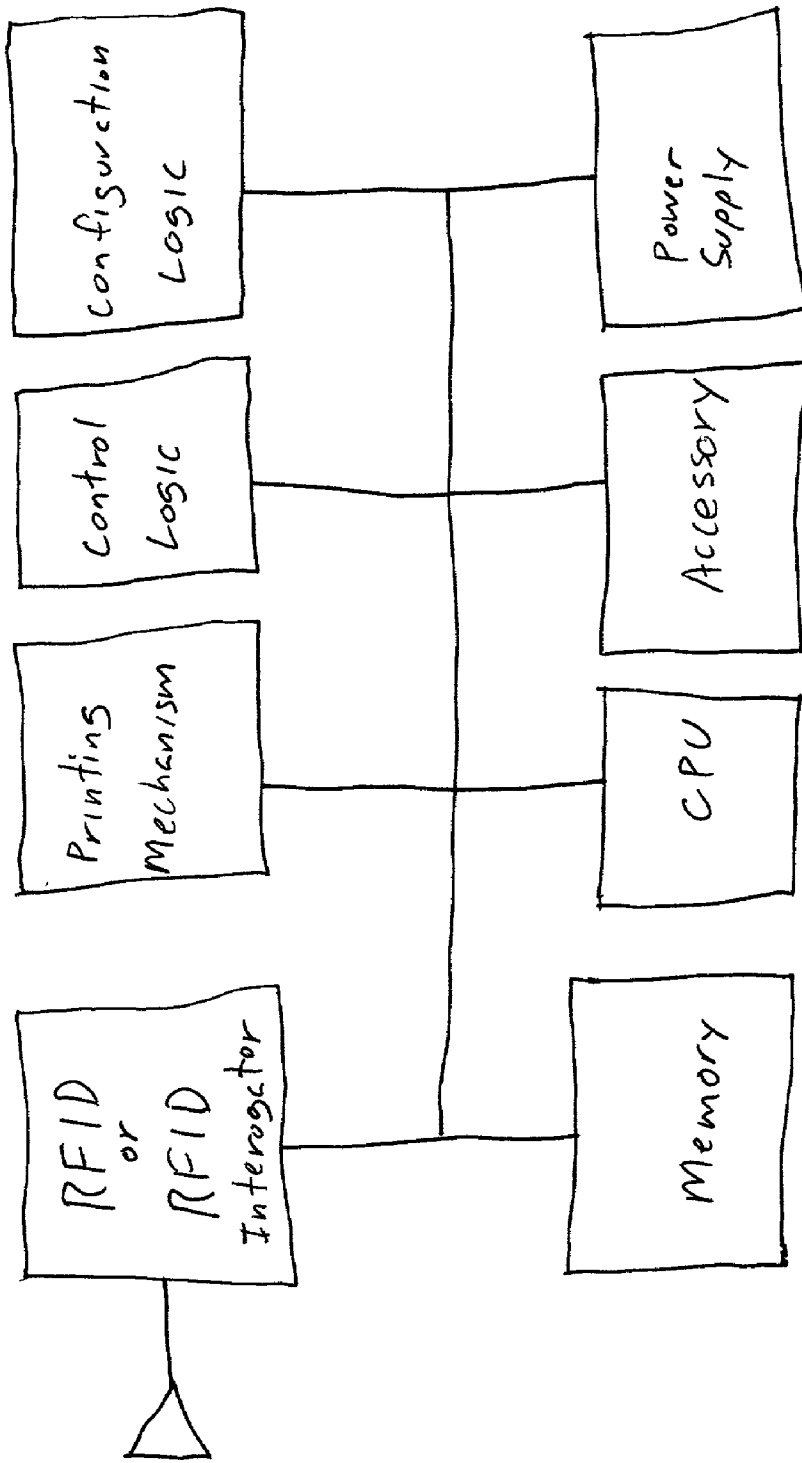 RFID
or
RFID
Interogator
Printing
Mechanism
Control
Logic
Configuration
Logic
Memory
CPU
Accessory
Power
Supply